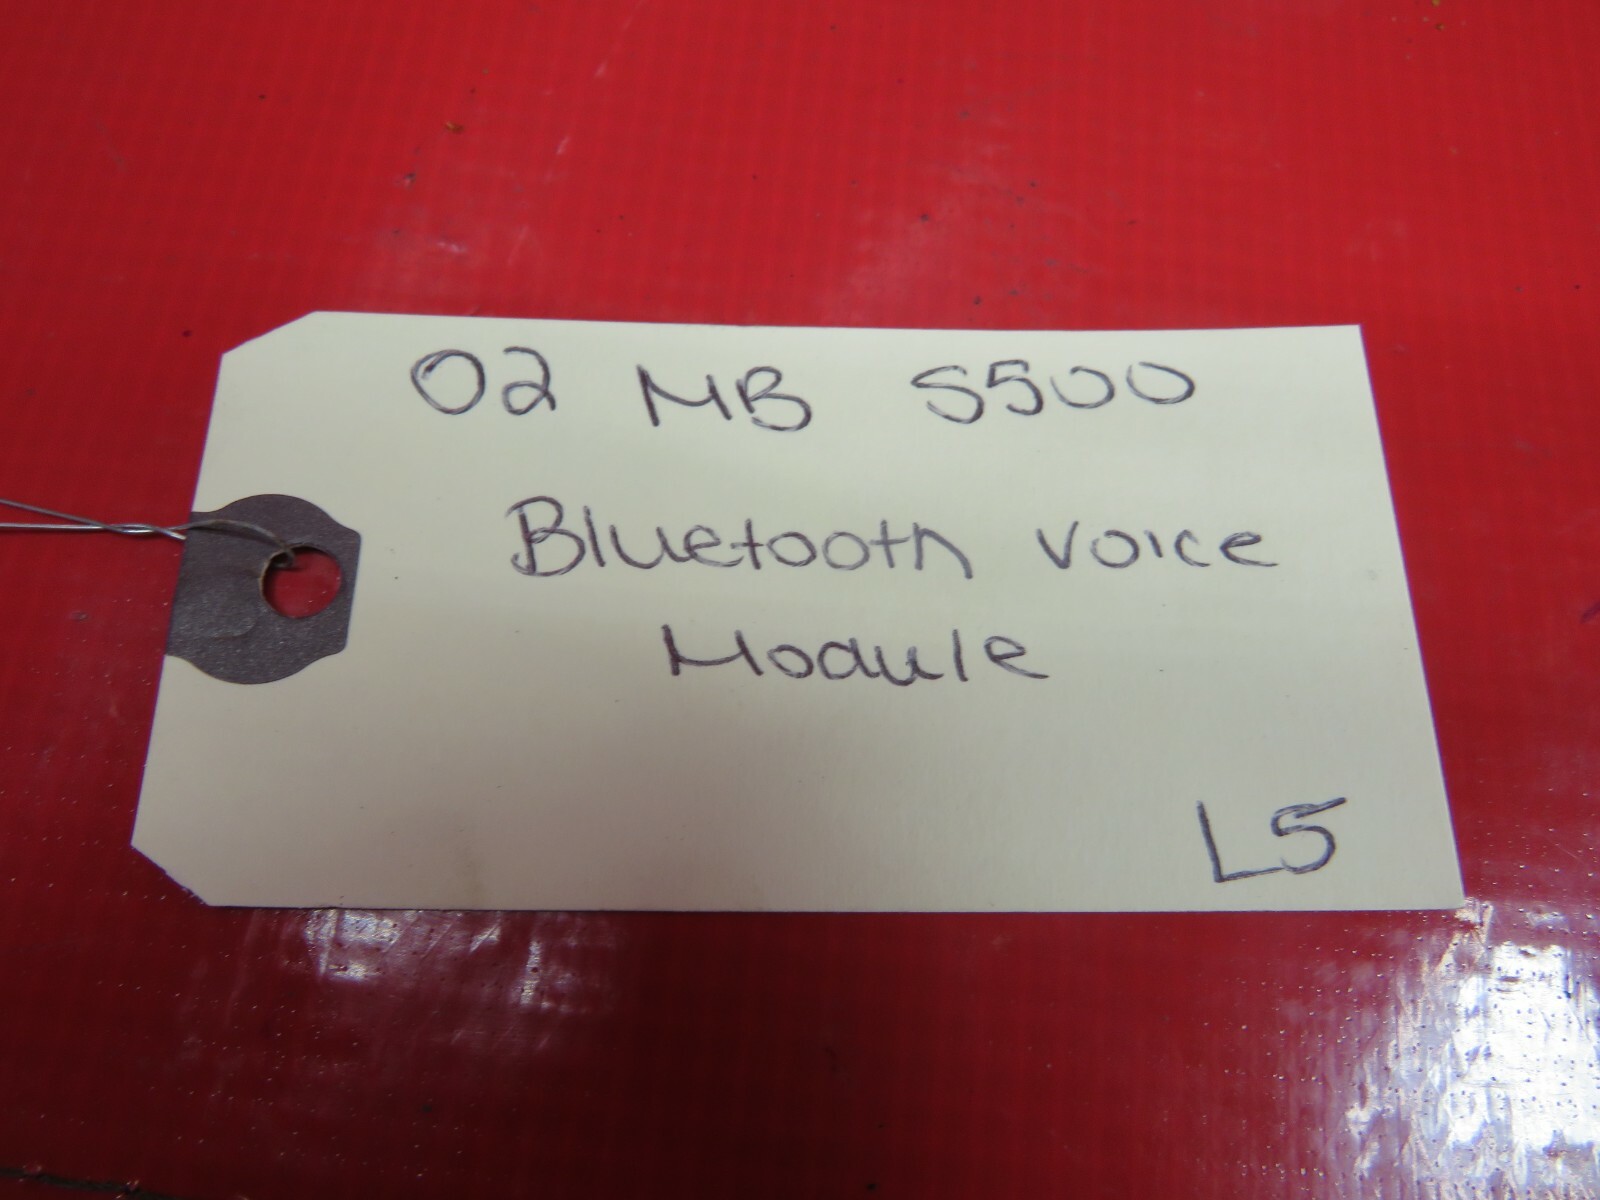 02 MB S500
Bluetooth voice
Module
L5